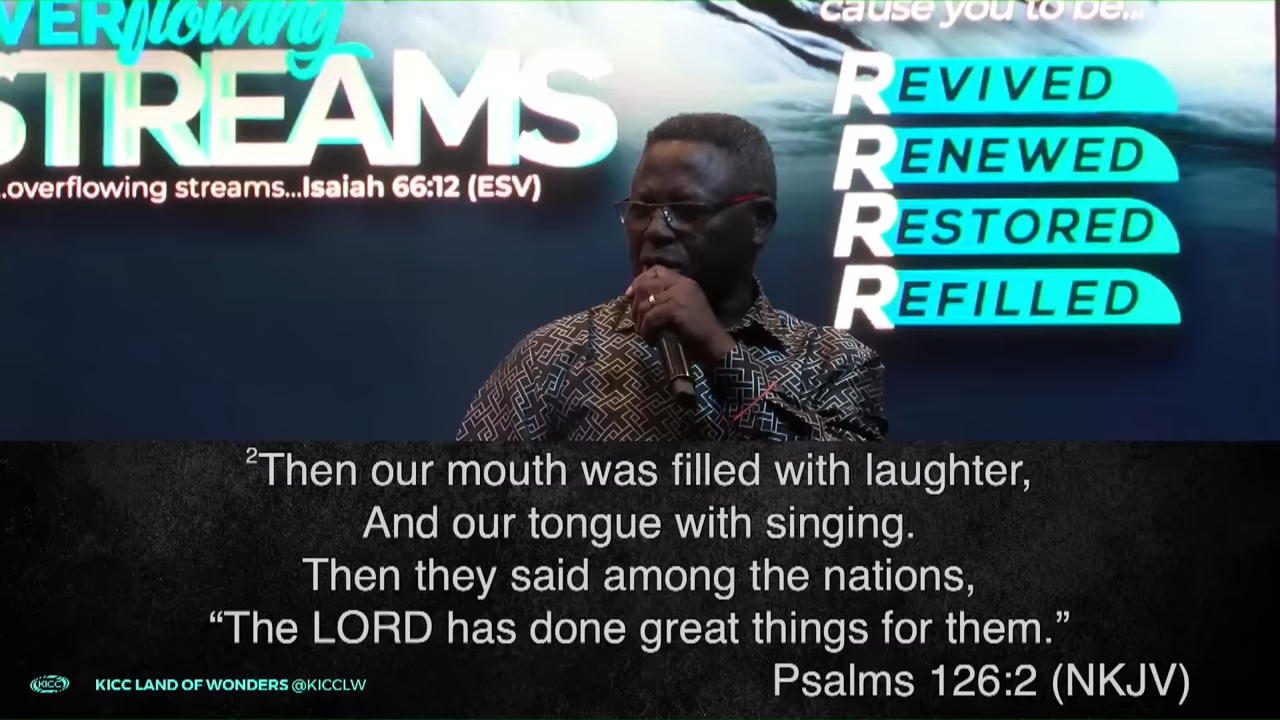 VERflowing
STREAMS
...overflowing streams...Isaiah 66:12 (ESV)
cause you to be...
REVIVED
RENEWED
RESTORED
REFILLED
²Then our mouth was filled with laughter,
And our tongue with singing.
Then they said among the nations,
“The LORD has done great things for them.”
Psalms 126:2 (NKJV)
KICC
KICC LAND OF WONDERS @KICCLW